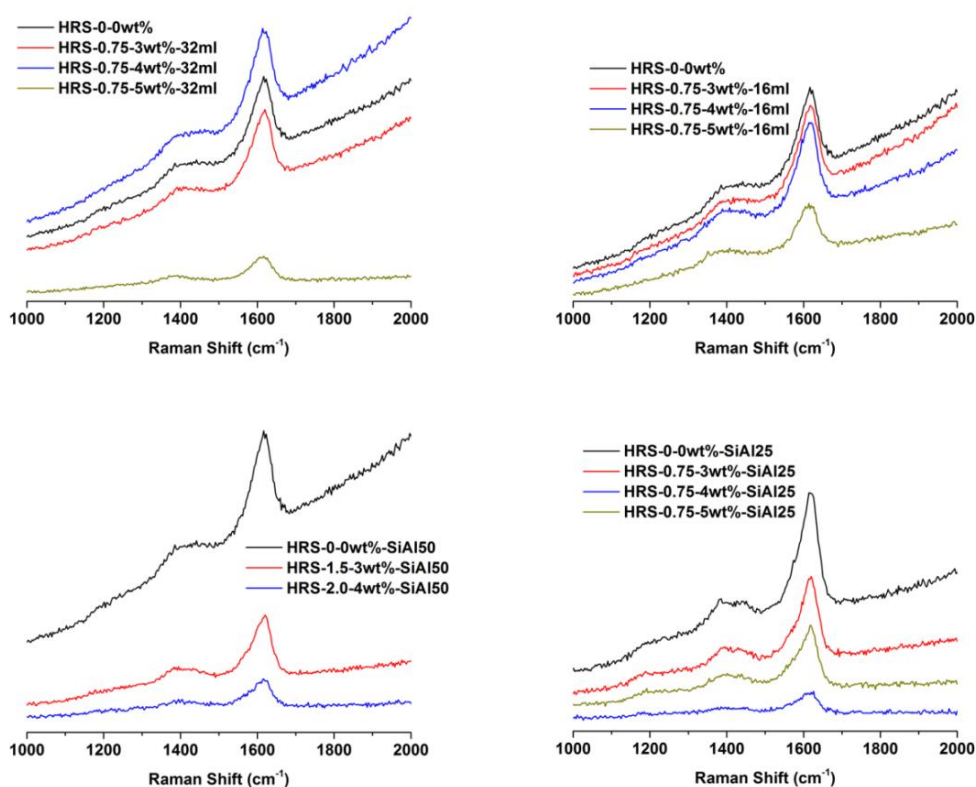 HRS-0-0wt%
HRS-0.75-3wt%-32ml
HRS-0.75-4wt%-32ml
HRS-0.75-5wt%-32ml
1000 1200 1400 1600 1800 2000
Raman Shift (cm⁻¹)
HRS-0-0wt%
HRS-0.75-3wt%-16ml
HRS-0.75-4wt%-16ml
HRS-0.75-5wt%-16ml
1000 1200 1400 1600 1800 2000
Raman Shift (cm⁻¹)
HRS-0-0wt%-SiAl50
HRS-1.5-3wt%-SiAl50
HRS-2.0-4wt%-SiAl50
1000 1200 1400 1600 1800 2000
Raman Shift (cm⁻¹)
HRS-0-0wt%-SiAl25
HRS-0.75-3wt%-SiAl25
HRS-0.75-4wt%-SiAl25
HRS-0.75-5wt%-SiAl25
1000 1200 1400 1600 1800 2000
Raman Shift (cm⁻¹)